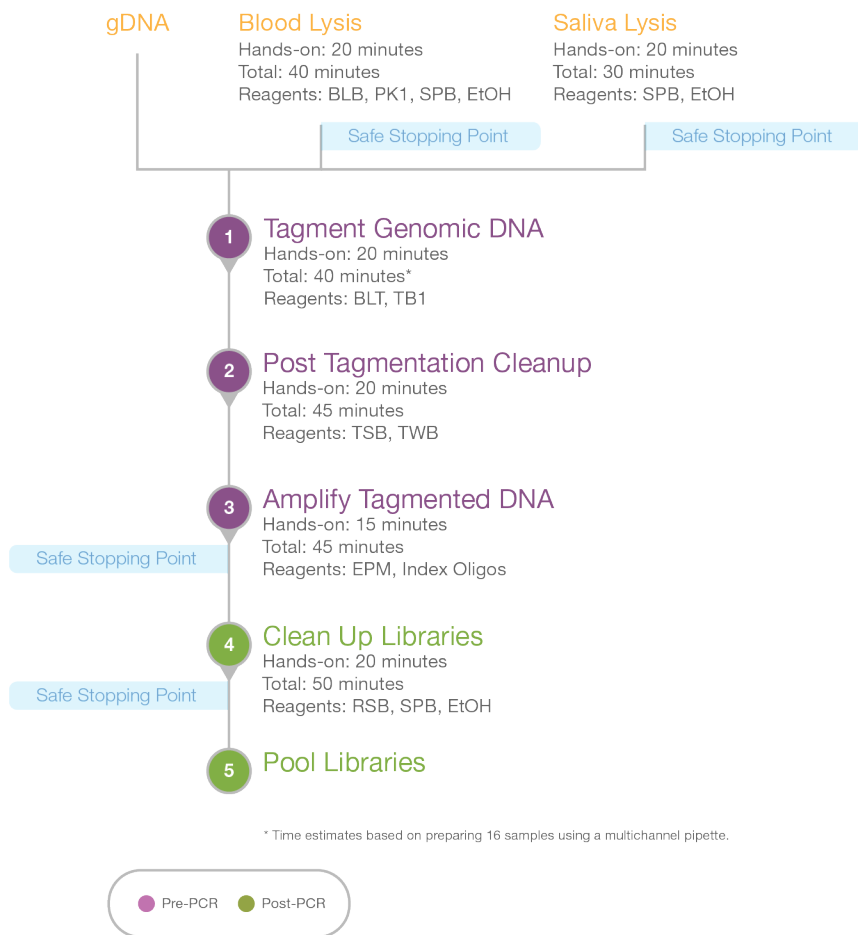 gDNA
Blood Lysis
Hands-on: 20 minutes
Total: 40 minutes
Reagents: BLB, PK1, SPB, EtOH
Safe Stopping Point
Saliva Lysis
Hands-on: 20 minutes
Total: 30 minutes
Reagents: SPB, EtOH
Safe Stopping Point
1
Tagment Genomic DNA
Hands-on: 20 minutes
Total: 40 minutes*
Reagents: BLT, TB1
2
Post Tagmentation Cleanup
Hands-on: 20 minutes
Total: 45 minutes
Reagents: TSB, TWB
3
Amplify Tagmented DNA
Hands-on: 15 minutes
Total: 45 minutes
Reagents: EPM, Index Oligos
Safe Stopping Point
4
Clean Up Libraries
Hands-on: 20 minutes
Total: 50 minutes
Reagents: RSB, SPB, EtOH
Safe Stopping Point
5
Pool Libraries
* Time estimates based on preparing 16 samples using a multichannel pipette.
Pre-PCR
Post-PCR